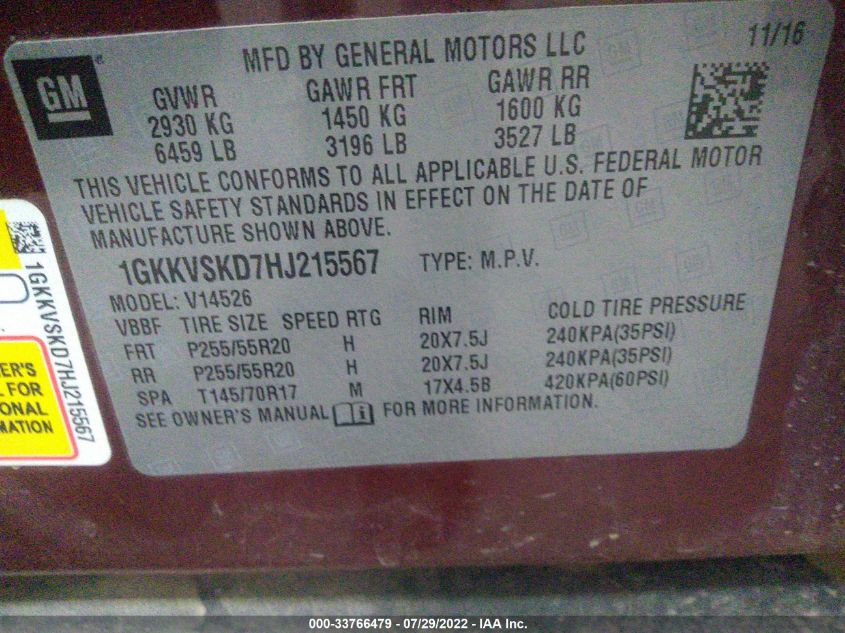 MFD BY GENERAL MOTORS LLC
11/16
GM
GVWR GAWR FRT GAWR RR
2930 KG 1450 KG 1600 KG
6459 LB 3196 LB 3527 LB
THIS VEHICLE CONFORMS TO ALL APPLICABLE U.S. FEDERAL MOTOR
VEHICLE SAFETY STANDARDS IN EFFECT ON THE DATE OF
MANUFACTURE SHOWN ABOVE.
1GKKVSKD7HJ215567 TYPE: M.P.V.
MODEL: V14526
VBBF TIRE SIZE SPEED RTG RIM COLD TIRE PRESSURE
FRT P255/55R20 H 20X7.5J 240KPA(35PSI)
RR P255/55R20 H 20X7.5J 240KPA(35PSI)
SPA T145/70R17 M 17X4.5B 420KPA(60PSI)
SEE OWNER'S MANUAL FOR MORE INFORMATION.
1GKKVSKD7HJ215567
ER'S
L FOR
ONAL
MATION
000-33766479 - 07/29/2022 - IAA Inc.